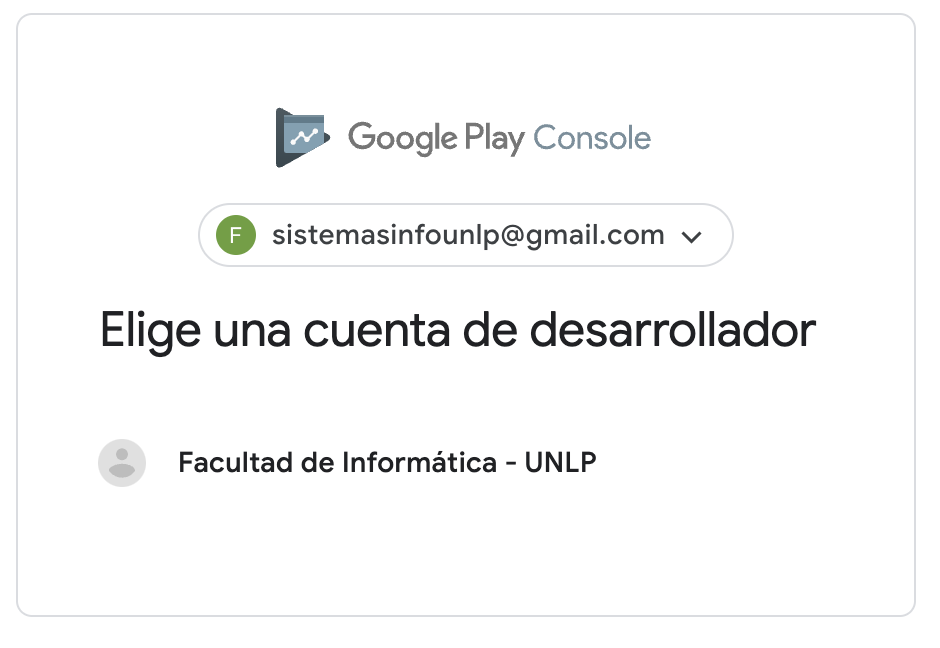 Google Play Console
F
sistemasinfounlp@gmail.com
Elige una cuenta de desarrollador
Facultad de Informática - UNLP